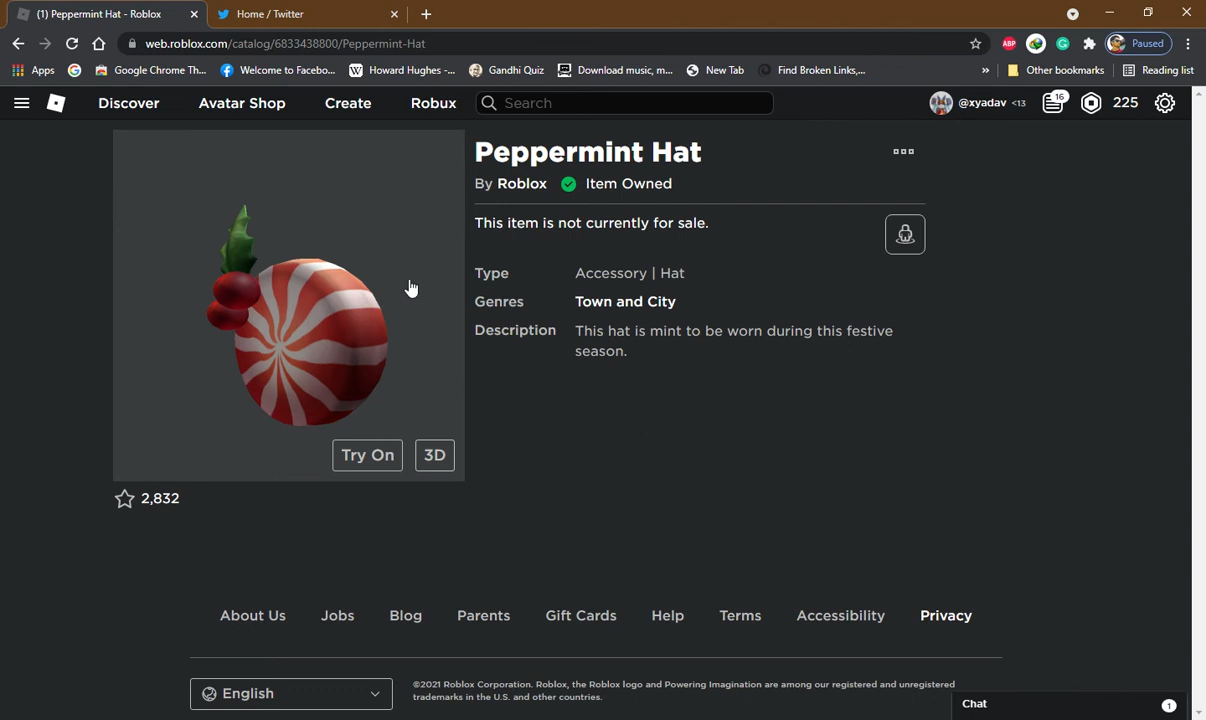 (1) Peppermint Hat - Roblox
Home / Twitter
web.roblox.com/catalog/6833438800/Peppermint-Hat
ABP
Paused
Apps
Google Chrome Th...
Welcome to Facebo...
Howard Hughes -...
Gandhi Quiz
Download music, m...
New Tab
Find Broken Links,...
»
Other bookmarks
Reading list
Discover
Avatar Shop
Create
Robux
Search
@xyadav <13
16
225
Peppermint Hat
By Roblox Item Owned
This item is not currently for sale.
Type Accessory | Hat
Genres Town and City
Description This hat is mint to be worn during this festive
season.
Try On
3D
2,832
About Us
Jobs
Blog
Parents
Gift Cards
Help
Terms
Accessibility
Privacy
English
©2021 Roblox Corporation. Roblox, the Roblox logo and Powering Imagination are among our registered and unregistered
trademarks in the U.S. and other countries.
Chat
1